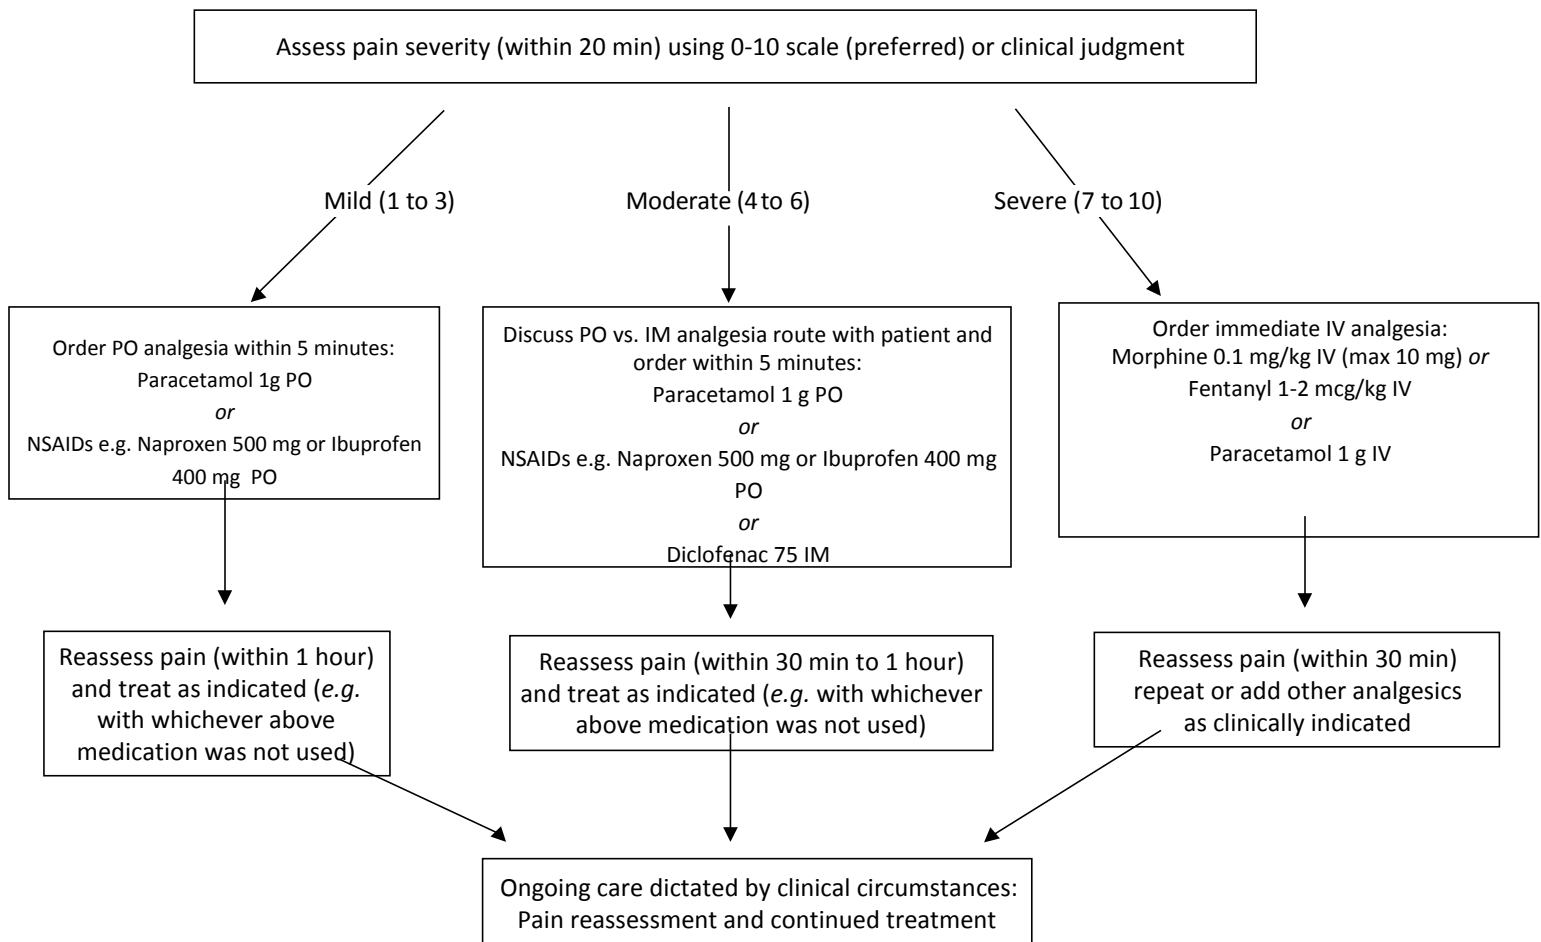 Assess pain severity (within 20 min) using 0-10 scale (preferred) or clinical judgment
Mild (1 to 3)
Moderate (4 to 6)
Severe (7 to 10)
Order PO analgesia within 5 minutes:
Paracetamol 1g PO
or
NSAIDs e.g. Naproxen 500 mg or Ibuprofen
400 mg PO
Discuss PO vs. IM analgesia route with patient and
order within 5 minutes:
Paracetamol 1 g PO
or
NSAIDs e.g. Naproxen 500 mg or Ibuprofen 400 mg
PO
or
Diclofenac 75 IM
Order immediate IV analgesia:
Morphine 0.1 mg/kg IV (max 10 mg) or
Fentanyl 1-2 mcg/kg IV
or
Paracetamol 1 g IV
Reassess pain (within 1 hour)
and treat as indicated (e.g.
with whichever above
medication was not used)
Reassess pain (within 30 min to 1 hour)
and treat as indicated (e.g. with whichever
above medication was not used)
Reassess pain (within 30 min)
repeat or add other analgesics
as clinically indicated
Ongoing care dictated by clinical circumstances:
Pain reassessment and continued treatment